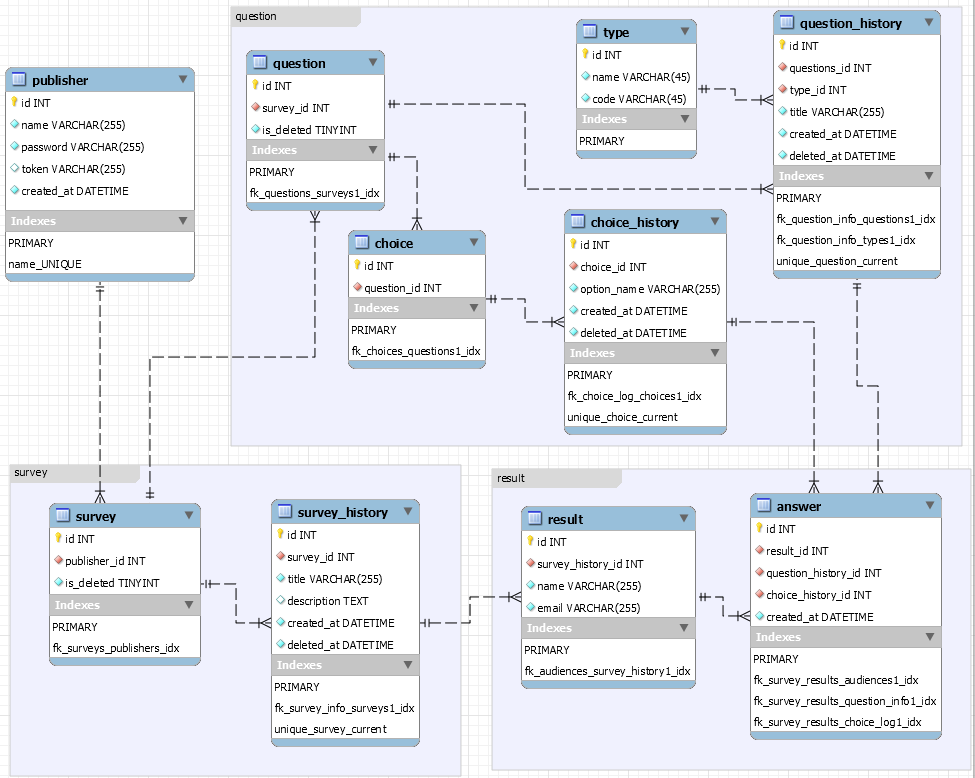 question
publisher
id INT
name VARCHAR(255)
password VARCHAR(255)
token VARCHAR(255)
created_at DATETIME
Indexes
PRIMARY
name_UNIQUE
question
id INT
survey_id INT
is_deleted TINYINT
Indexes
PRIMARY
fk_questions_surveys1_idx
type
id INT
name VARCHAR(45)
code VARCHAR(45)
Indexes
PRIMARY
question_history
id INT
questions_id INT
type_id INT
title VARCHAR(255)
created_at DATETIME
deleted_at DATETIME
Indexes
PRIMARY
fk_question_info_questions1_idx
fk_question_info_types1_idx
unique_question_current
choice
id INT
question_id INT
Indexes
PRIMARY
fk_choices_questions1_idx
choice_history
id INT
choice_id INT
option_name VARCHAR(255)
created_at DATETIME
deleted_at DATETIME
Indexes
PRIMARY
fk_choice_log_choices1_idx
unique_choice_current
survey
survey
id INT
publisher_id INT
is_deleted TINYINT
Indexes
PRIMARY
fk_surveys_publishers_idx
survey_history
id INT
survey_id INT
title VARCHAR(255)
description TEXT
created_at DATETIME
deleted_at DATETIME
Indexes
PRIMARY
fk_survey_info_surveys1_idx
unique_survey_current
result
result
id INT
survey_history_id INT
name VARCHAR(255)
email VARCHAR(255)
Indexes
PRIMARY
fk_audiences_survey_history1_idx
answer
id INT
result_id INT
question_history_id INT
choice_history_id INT
created_at DATETIME
Indexes
PRIMARY
fk_survey_results_audiences1_idx
fk_survey_results_question_info1_idx
fk_survey_results_choice_log1_idx